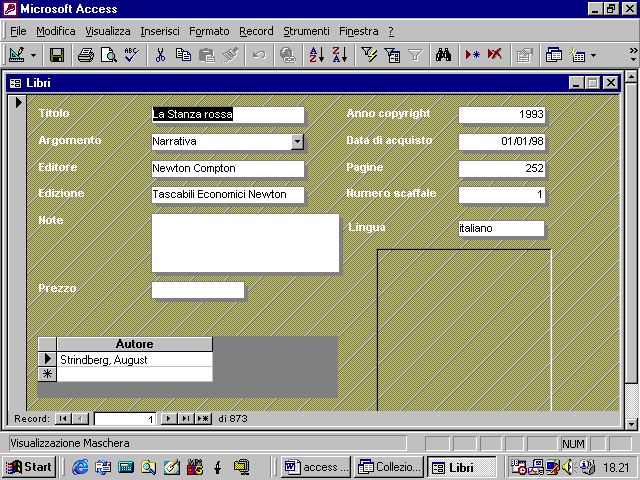 Microsoft Access
File Modifica Visualizza Inserisci Formato Record Strumenti Finestra ?
Libri
Titolo La Stanza rossa Anno copyright 1993
Argomento Narrativa Data di acquisto 01/01/98
Editore Newton Compton Pagine 252
Edizione Tascabili Economici Newton Numero scaffale 1
Note Lingua italiano
Prezzo
Autore
Strindberg, August
Record: 1 di 873
Visualizzazione Maschera NUM
Start access ... Collezio... Libri 18.21